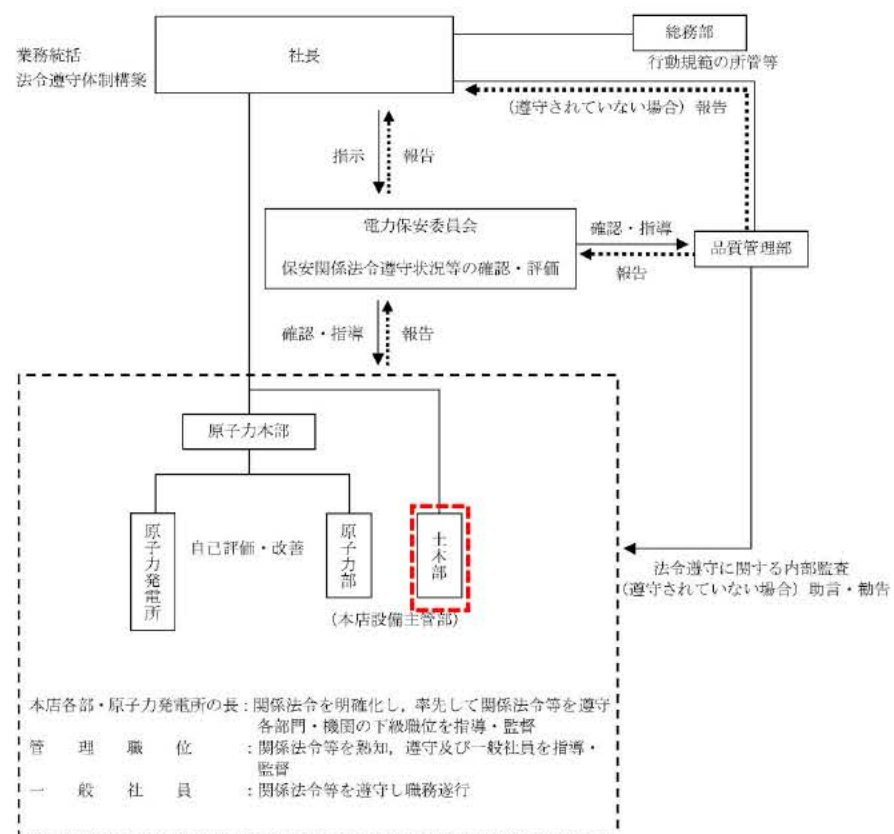 社長
総務部
業務統括
法令遵守体制構築
行動規範の所管等
(遵守されていない場合) 報告
指示
報告
電力保安委員会
保安関係法令遵守状況等の確認・評価
確認・指導
報告
品質管理部
確認・指導
報告
原子力本部
原子力発電所
自己評価・改善
原子力部
土木部
(本店設備主管部)
法令遵守に関する内部監査
(遵守されていない場合) 助言・勧告
本店各部・原子力発電所の長：関係法令を明確化し，率先して関係法令等を遵守
各部門・機関の下級職位を指導・監督
管理職位：関係法令等を熟知，遵守及び一般社員を指導・
監督
一般社員：関係法令等を遵守し職務遂行